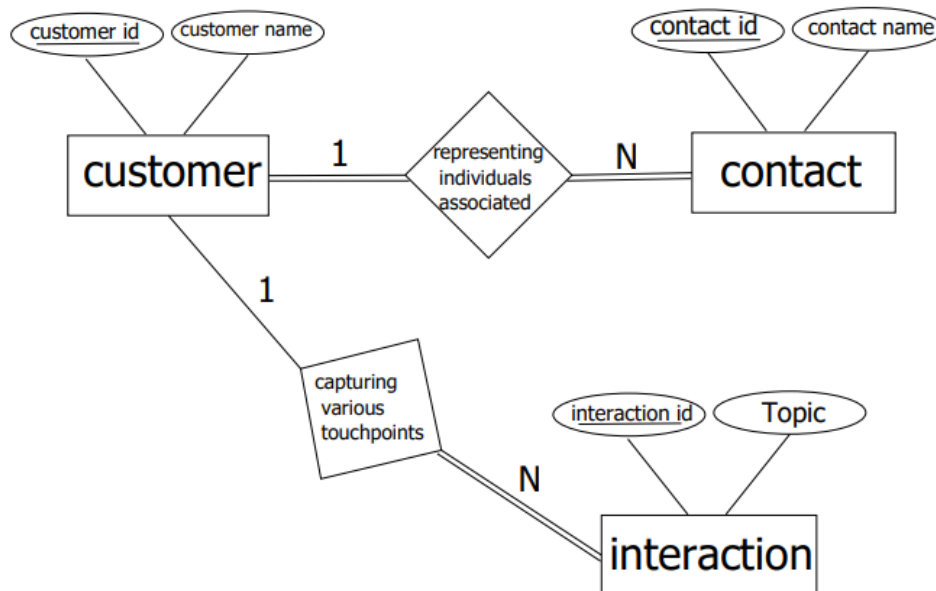 customer id
customer name
contact id
contact name
customer
1
representing
individuals
associated
N
contact
1
capturing
various
touchpoints
interaction id
Topic
N
interaction